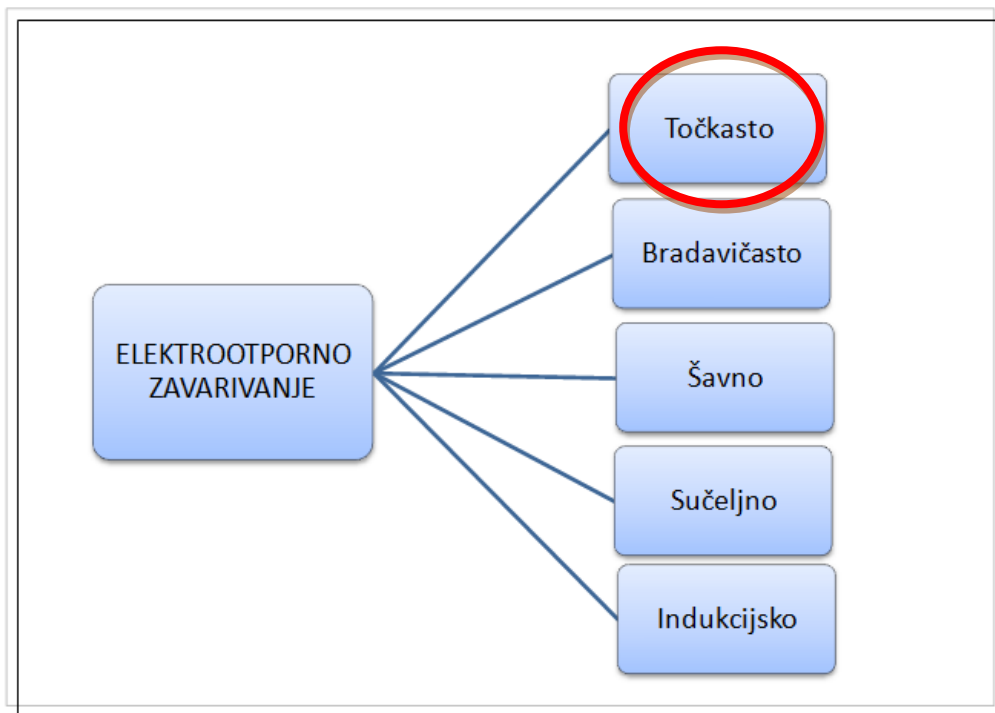 ELEKTROOTPORNO
ZAVARIVANJE
Točkasto
Bradavičasto
Šavno
Sučeljno
Indukcijsko